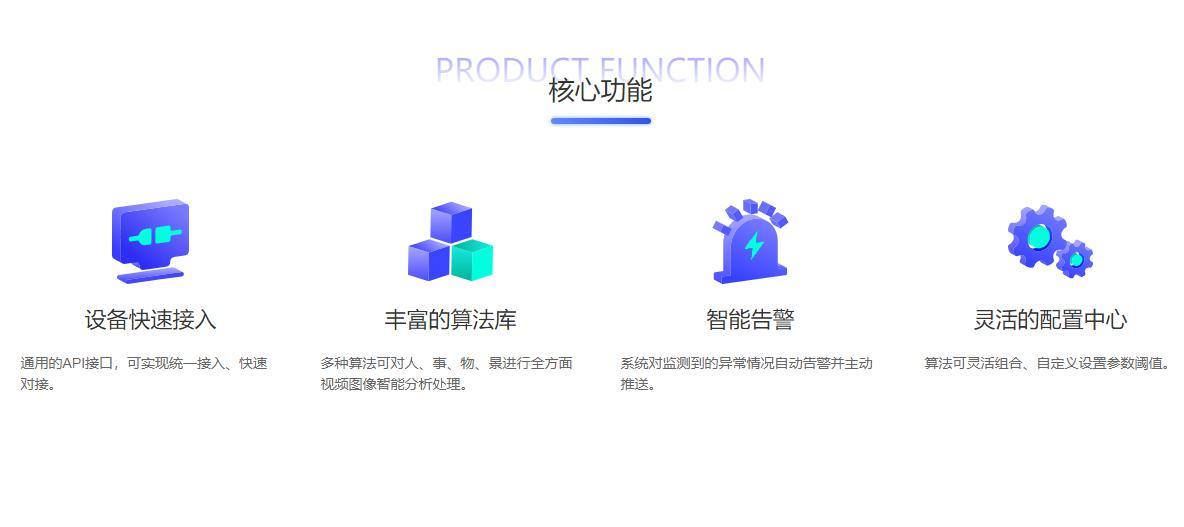 PRODUCT FUNCTION
核心功能
设备快速接入
通用的API接口，可实现统一接入、快速
对接。
丰富的算法库
多种算法可对人、事、物、景进行全方面
视频图像智能分析处理。
智能告警
系统对监测到的异常情况自动告警并主动
推送。
灵活的配置中心
算法可灵活组合、自定义设置参数阈值。